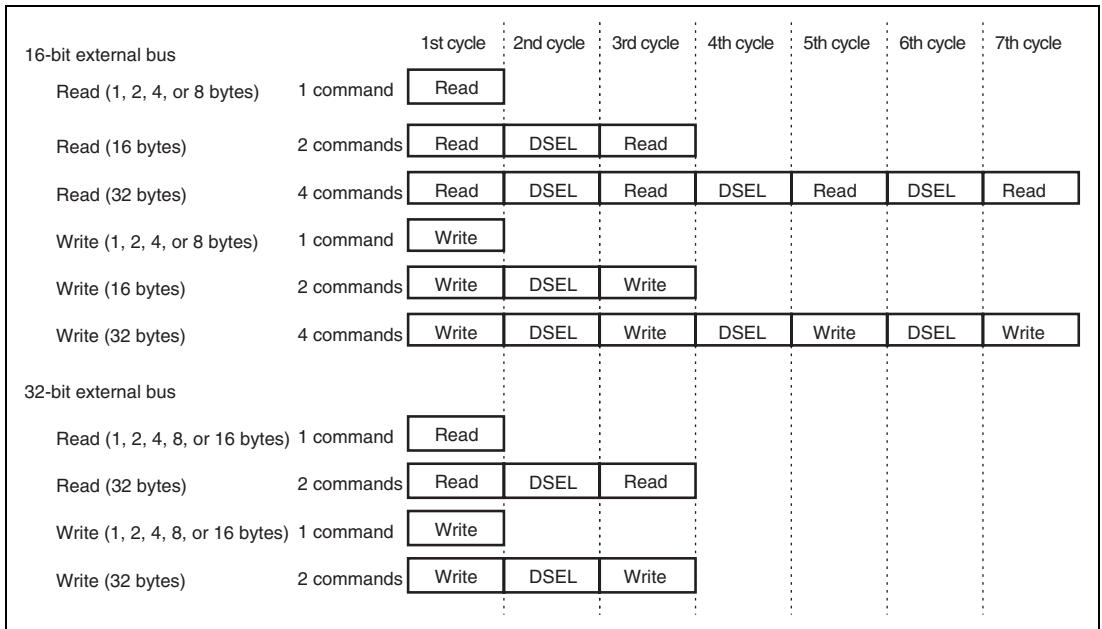 1st cycle 2nd cycle 3rd cycle 4th cycle 5th cycle 6th cycle 7th cycle
16-bit external bus
Read (1, 2, 4, or 8 bytes) 1 command Read
Read (16 bytes) 2 commands Read DSEL Read
Read (32 bytes) 4 commands Read DSEL Read DSEL Read DSEL Read
Write (1, 2, 4, or 8 bytes) 1 command Write
Write (16 bytes) 2 commands Write DSEL Write
Write (32 bytes) 4 commands Write DSEL Write DSEL Write DSEL Write
32-bit external bus
Read (1, 2, 4, 8, or 16 bytes) 1 command Read
Read (32 bytes) 2 commands Read DSEL Read
Write (1, 2, 4, 8, or 16 bytes) 1 command Write
Write (32 bytes) 2 commands Write DSEL Write